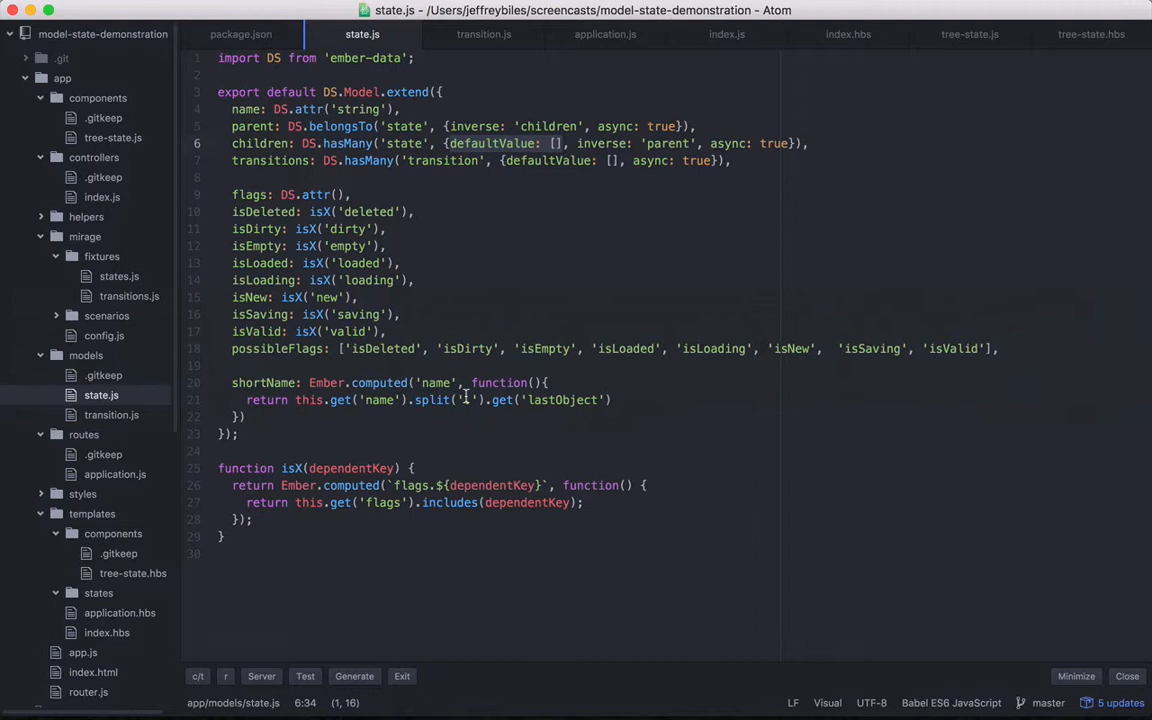 state.js - /Users/jeffreybiles/screencasts/model-state-demonstration - Atom
model-state-demonstration
package.json state.js transition.js application.js index.js index.hbs tree-state.js tree-state.hbs
.git
app
components
.gitkeep
tree-state.js
controllers
.gitkeep
index.js
helpers
mirage
fixtures
states.js
transitions.js
scenarios
config.js
models
.gitkeep
state.js
transition.js
routes
.gitkeep
application.js
styles
templates
components
.gitkeep
tree-state.hbs
states
application.hbs
index.hbs
app.js
index.html
router.js
1 import DS from 'ember-data';
2
3 export default DS.Model.extend({
4 name: DS.attr('string'),
5 parent: DS.belongsTo('state', {inverse: 'children', async: true}),
6 children: DS.hasMany('state', {defaultValue: [], inverse: 'parent', async: true}),
7 transitions: DS.hasMany('transition', {defaultValue: [], async: true}),
8
9 flags: DS.attr(),
10 isDeleted: isX('deleted'),
11 isDirty: isX('dirty'),
12 isEmpty: isX('empty'),
13 isLoaded: isX('loaded'),
14 isLoading: isX('loading'),
15 isNew: isX('new'),
16 isSaving: isX('saving'),
17 isValid: isX('valid'),
18 possibleFlags: ['isDeleted', 'isDirty', 'isEmpty', 'isLoaded', 'isLoading', 'isNew', 'isSaving', 'isValid'],
19
20 shortName: Ember.computed('name', function(){
21 return this.get('name').split('.').get('lastObject')
22 })
23 });
24
25 function isX(dependentKey) {
26 return Ember.computed(`flags.${dependentKey}`, function() {
27 return this.get('flags').includes(dependentKey);
28 });
29 }
30
c/t r Server Test Generate Exit Minimize Close
app/models/state.js 6:34 (1, 16) LF Visual UTF-8 Babel ES6 JavaScript master 5 updates